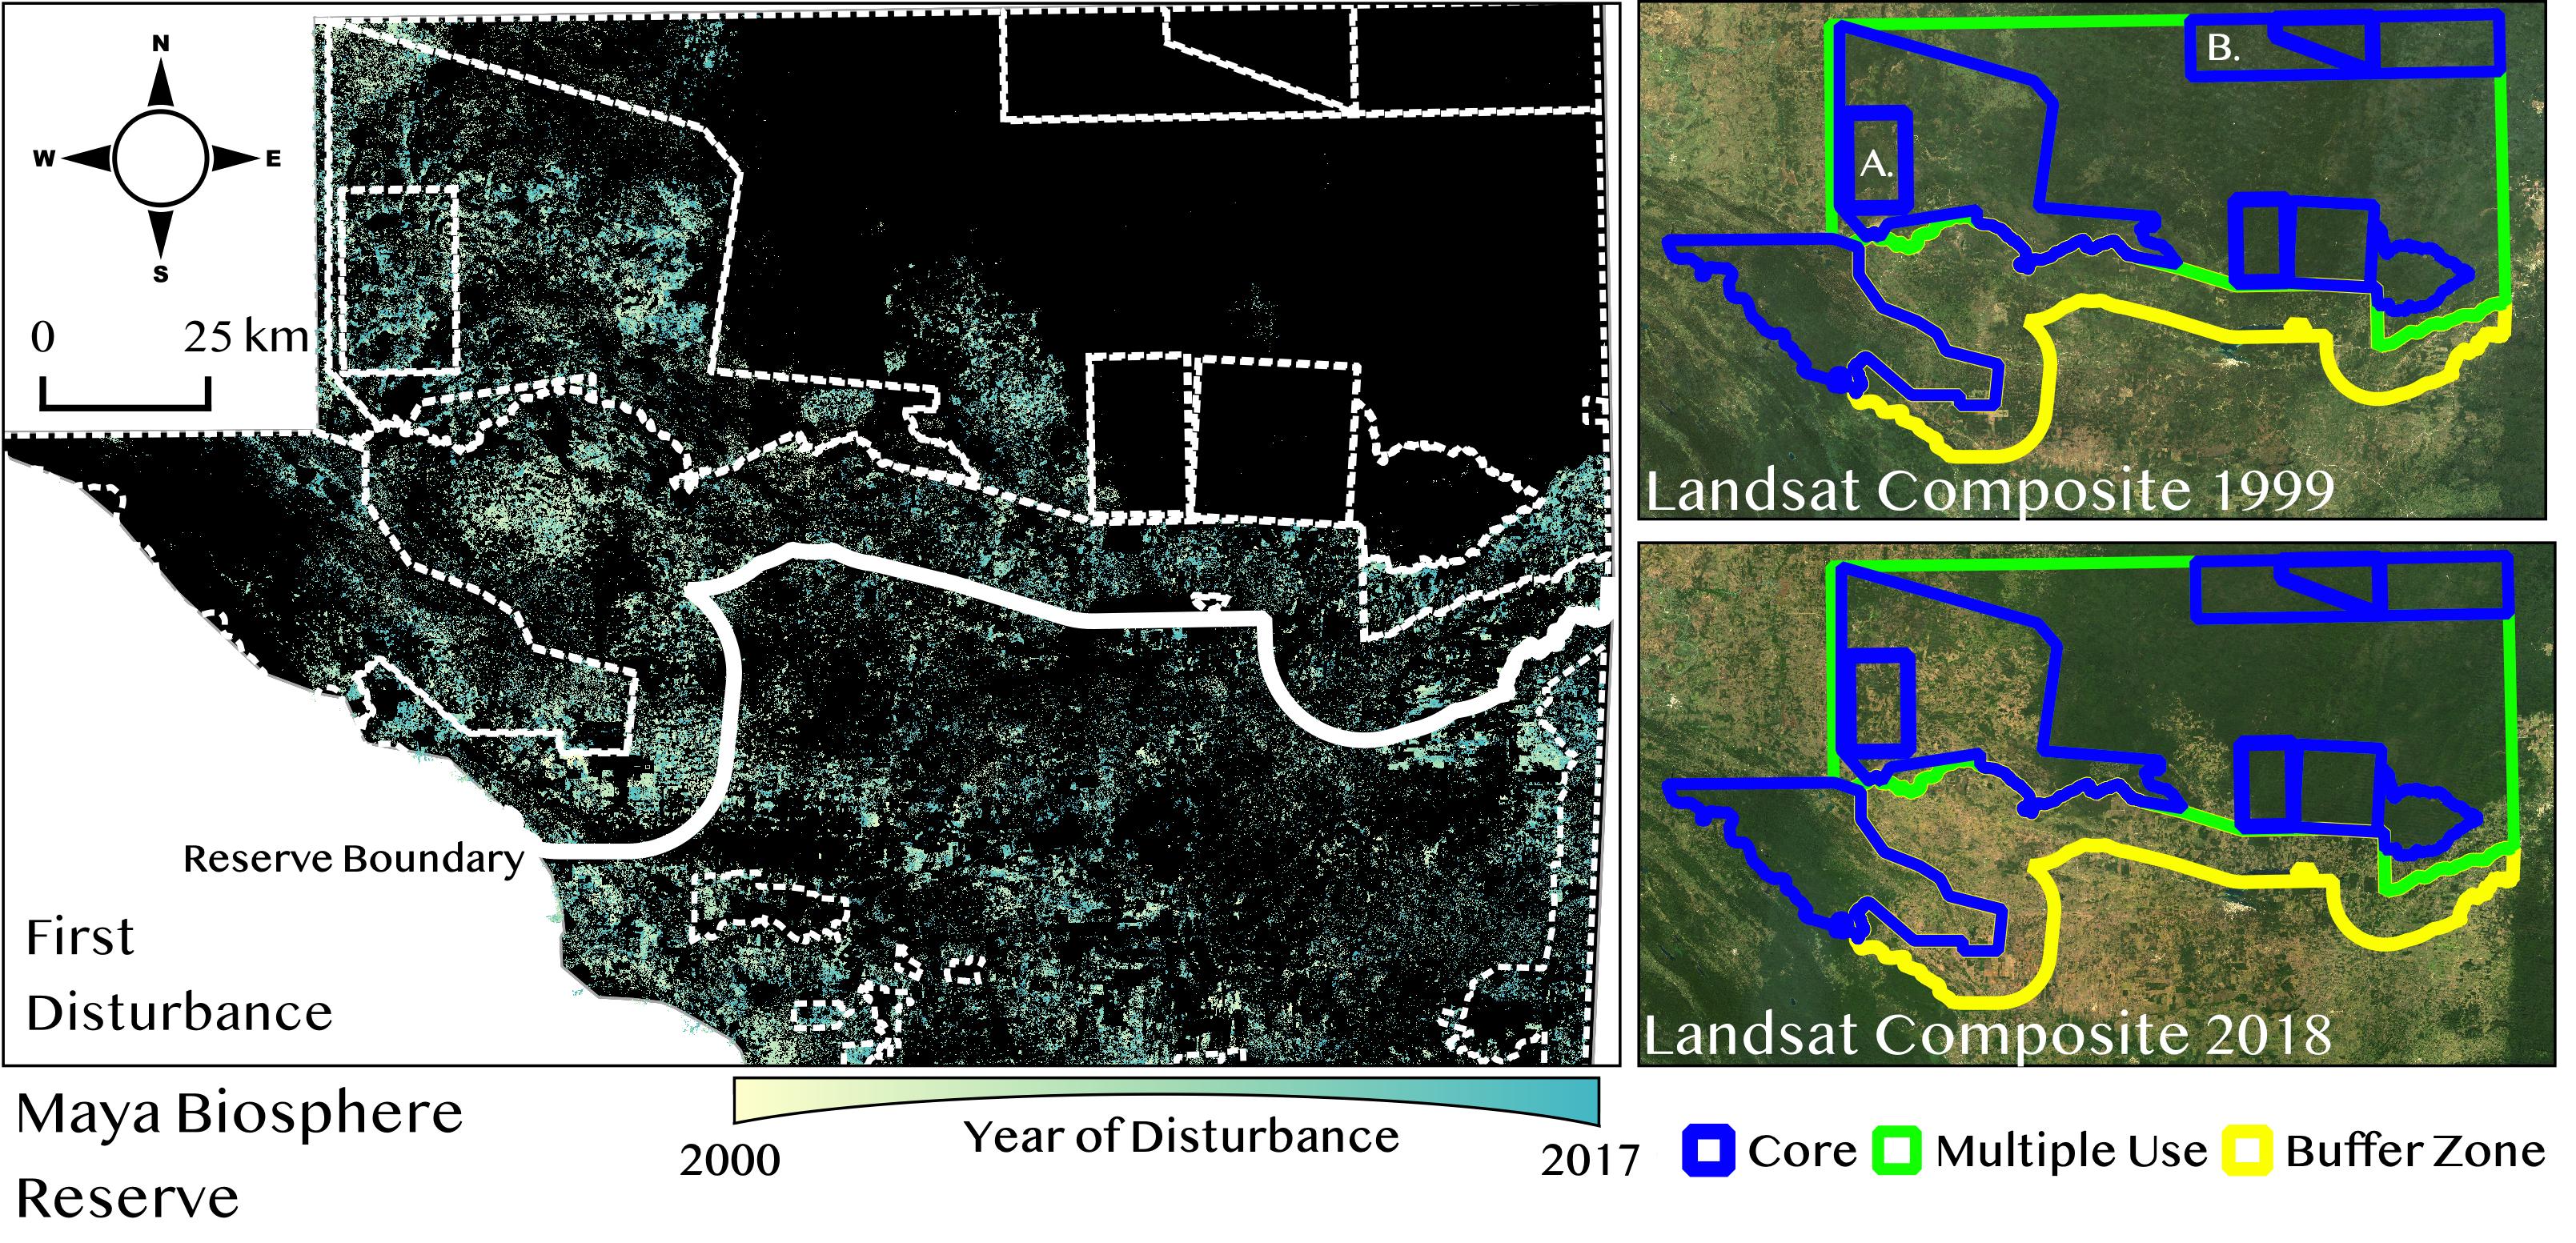 N
W
E
S
0
25 km
Reserve Boundary
First
Disturbance
Maya Biosphere
Reserve
2000
Year of Disturbance
2017
A.
B.
Landsat Composite 1999
Landsat Composite 2018
Core
Multiple Use
Buffer Zone